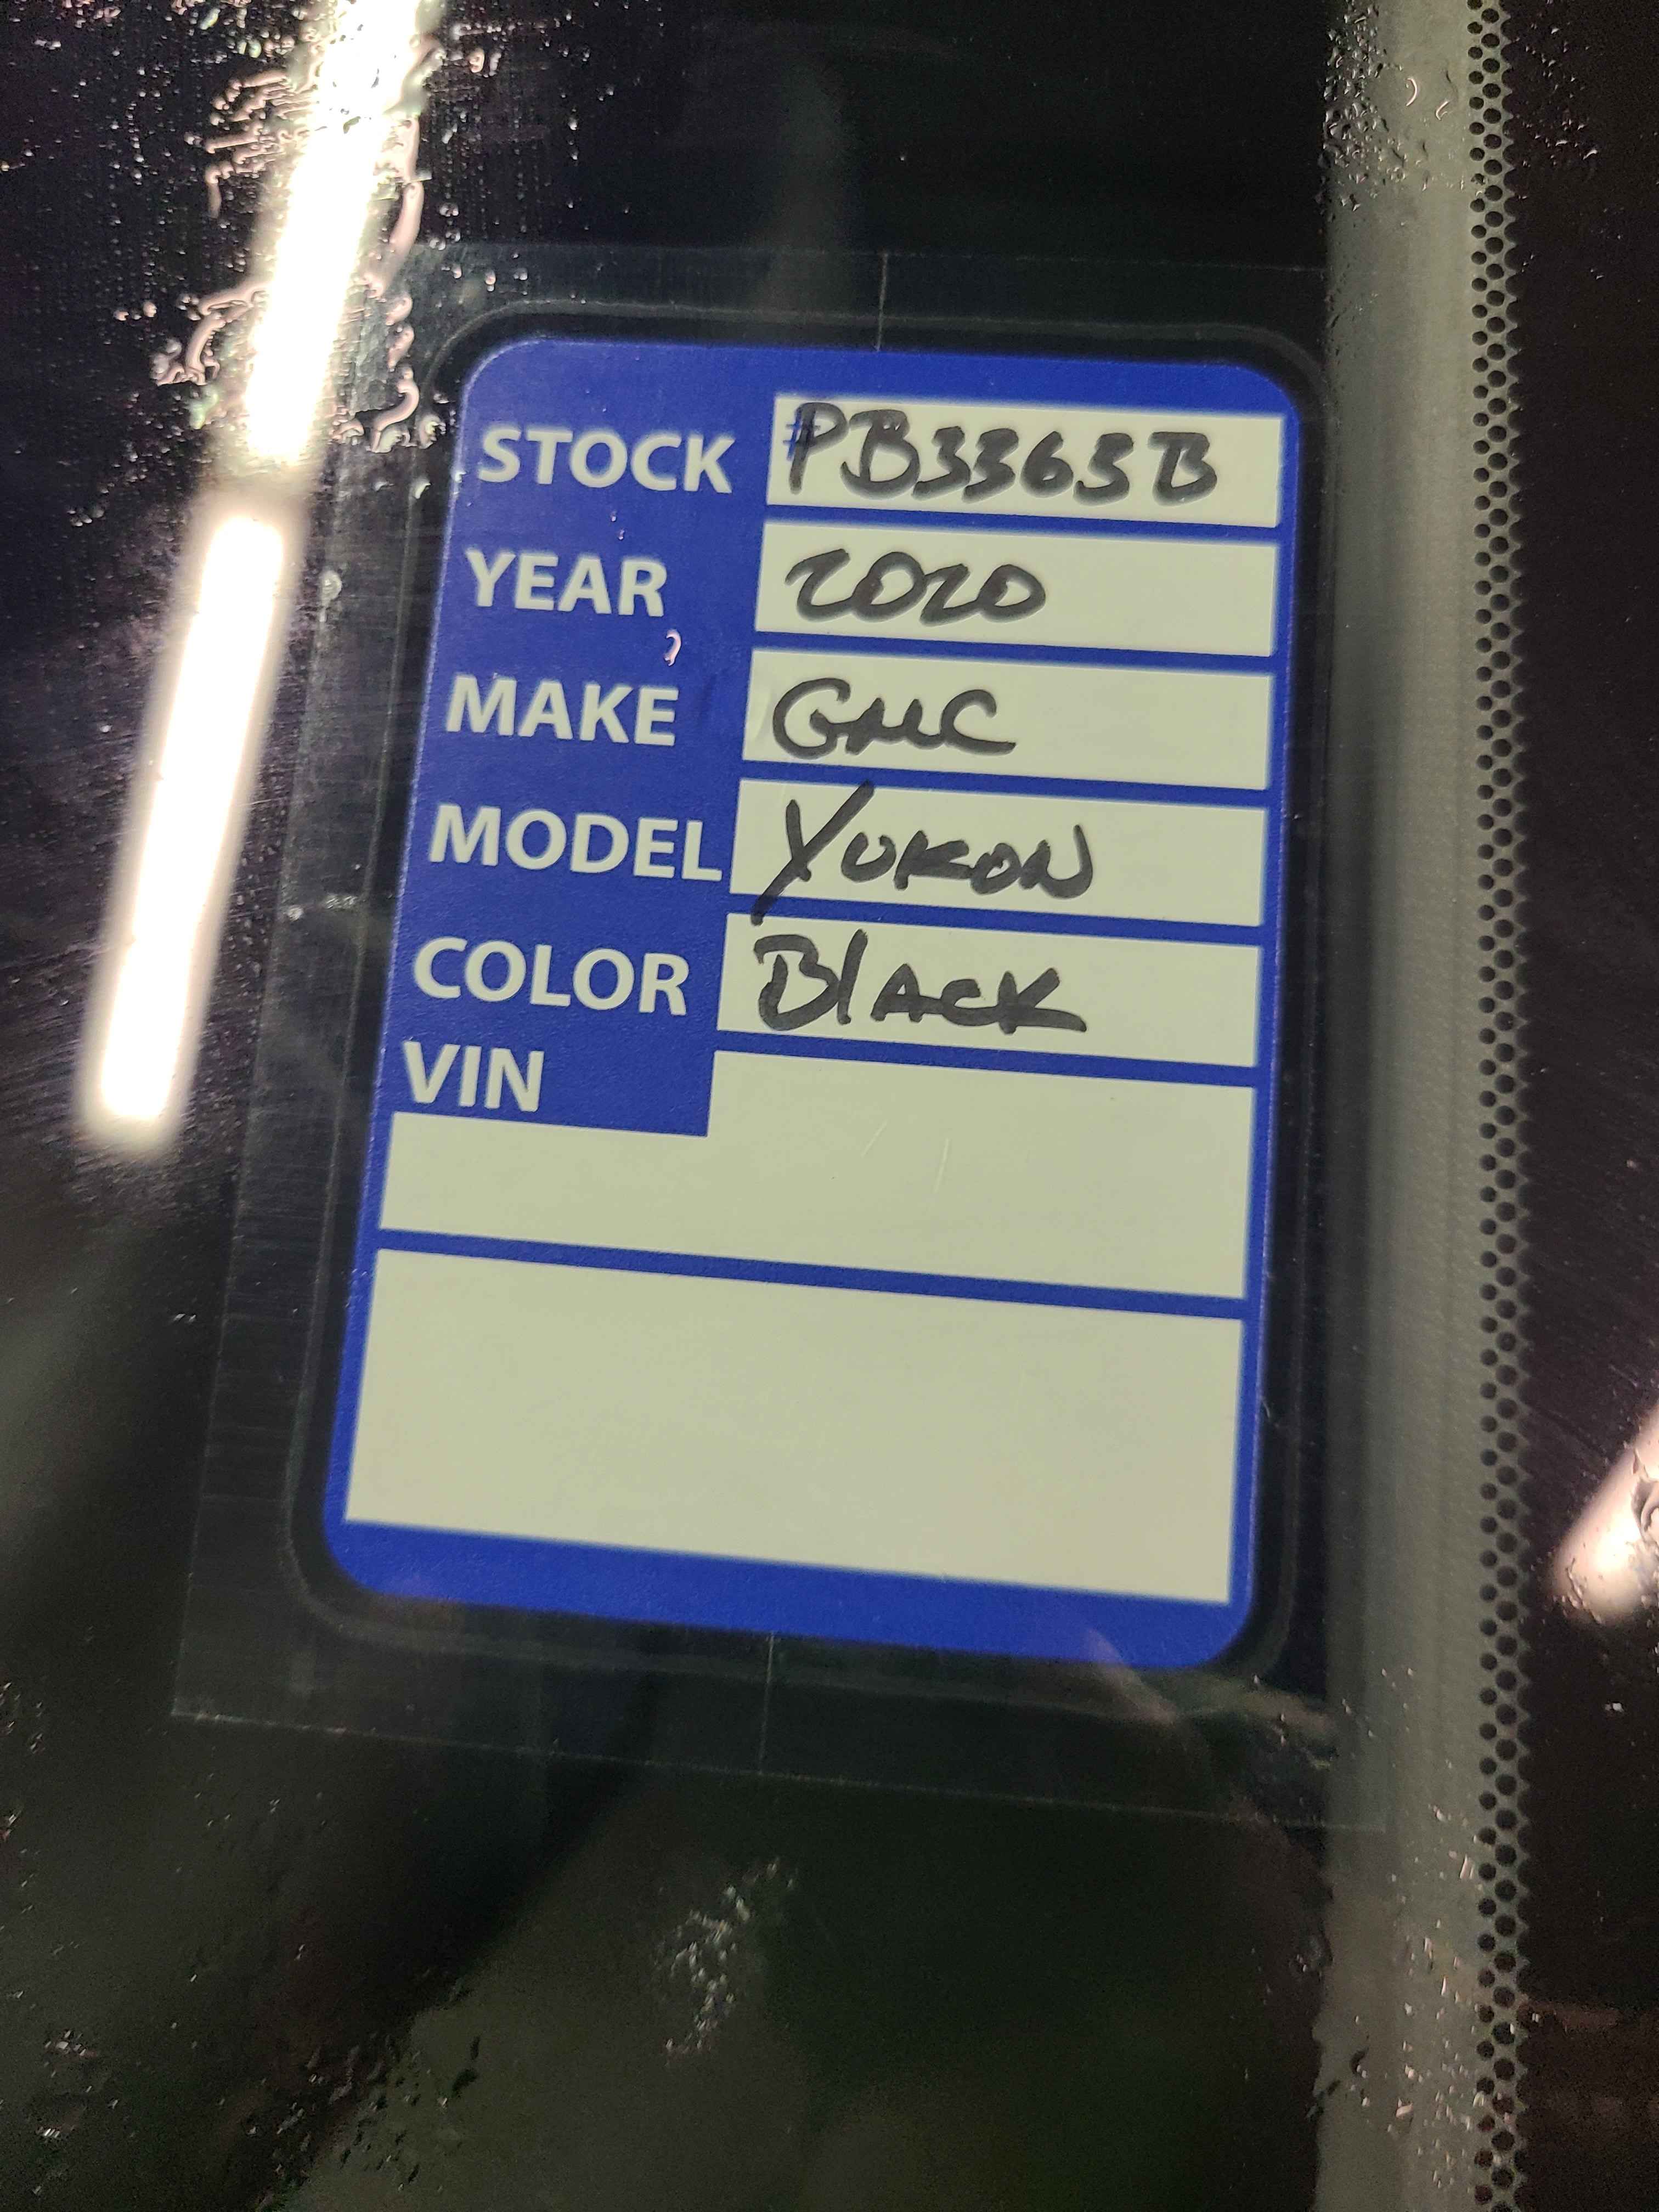 STOCK #PB3365B
YEAR 2020
MAKE GMC
MODEL YUKON
COLOR BlACK
VIN